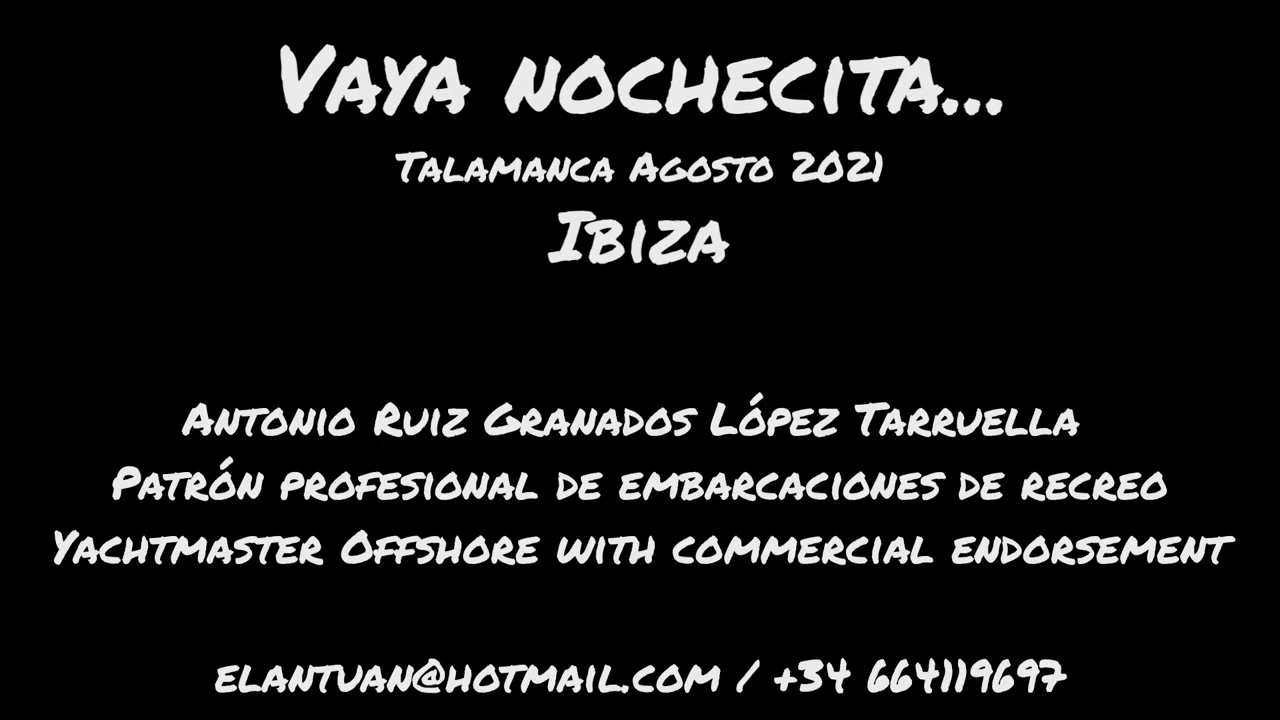 Vaya nochecita...
Talamanca Agosto 2021
Ibiza
Antonio Ruiz Granados López Tarruella
Patrón profesional de embarcaciones de recreo
Yachtmaster Offshore with commercial endorsement
elantuan@hotmail.com / +34 664119697